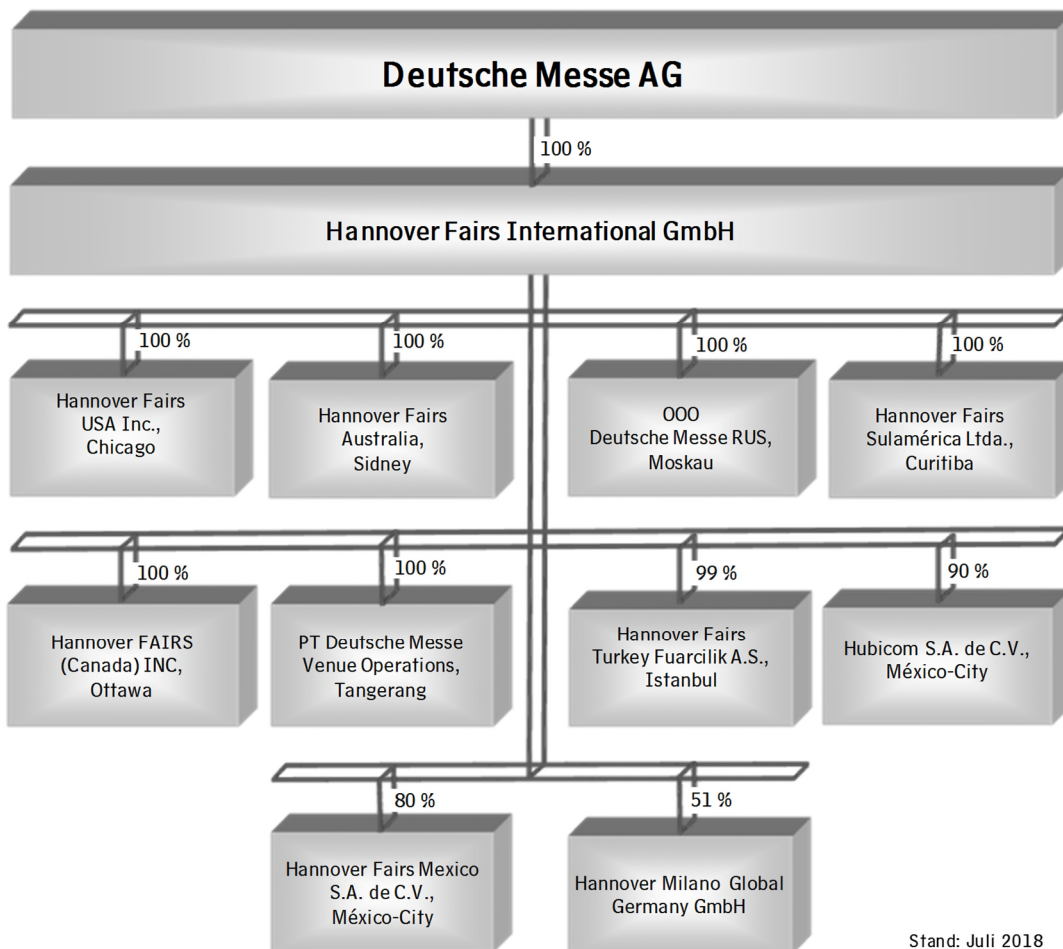 Deutsche Messe AG
100 %
Hannover Fairs International GmbH
100 %
100 %
100 %
100 %
Hannover Fairs
USA Inc.,
Chicago
Hannover Fairs
Australia,
Sidney
OOO
Deutsche Messe RUS,
Moskau
Hannover Fairs
Sulamérica Ltda.,
Curitiba
100 %
100 %
99 %
90 %
Hannover FAIRS
(Canada) INC,
Ottawa
PT Deutsche Messe
Venue Operations,
Tangerang
Hannover Fairs
Turkey Fuarcilik A.S.,
Istanbul
Hubicom S.A. de C.V.,
México-City
80 %
51 %
Hannover Fairs Mexico
S.A. de C.V.,
México-City
Hannover Milano Global
Germany GmbH
Stand: Juli 2018